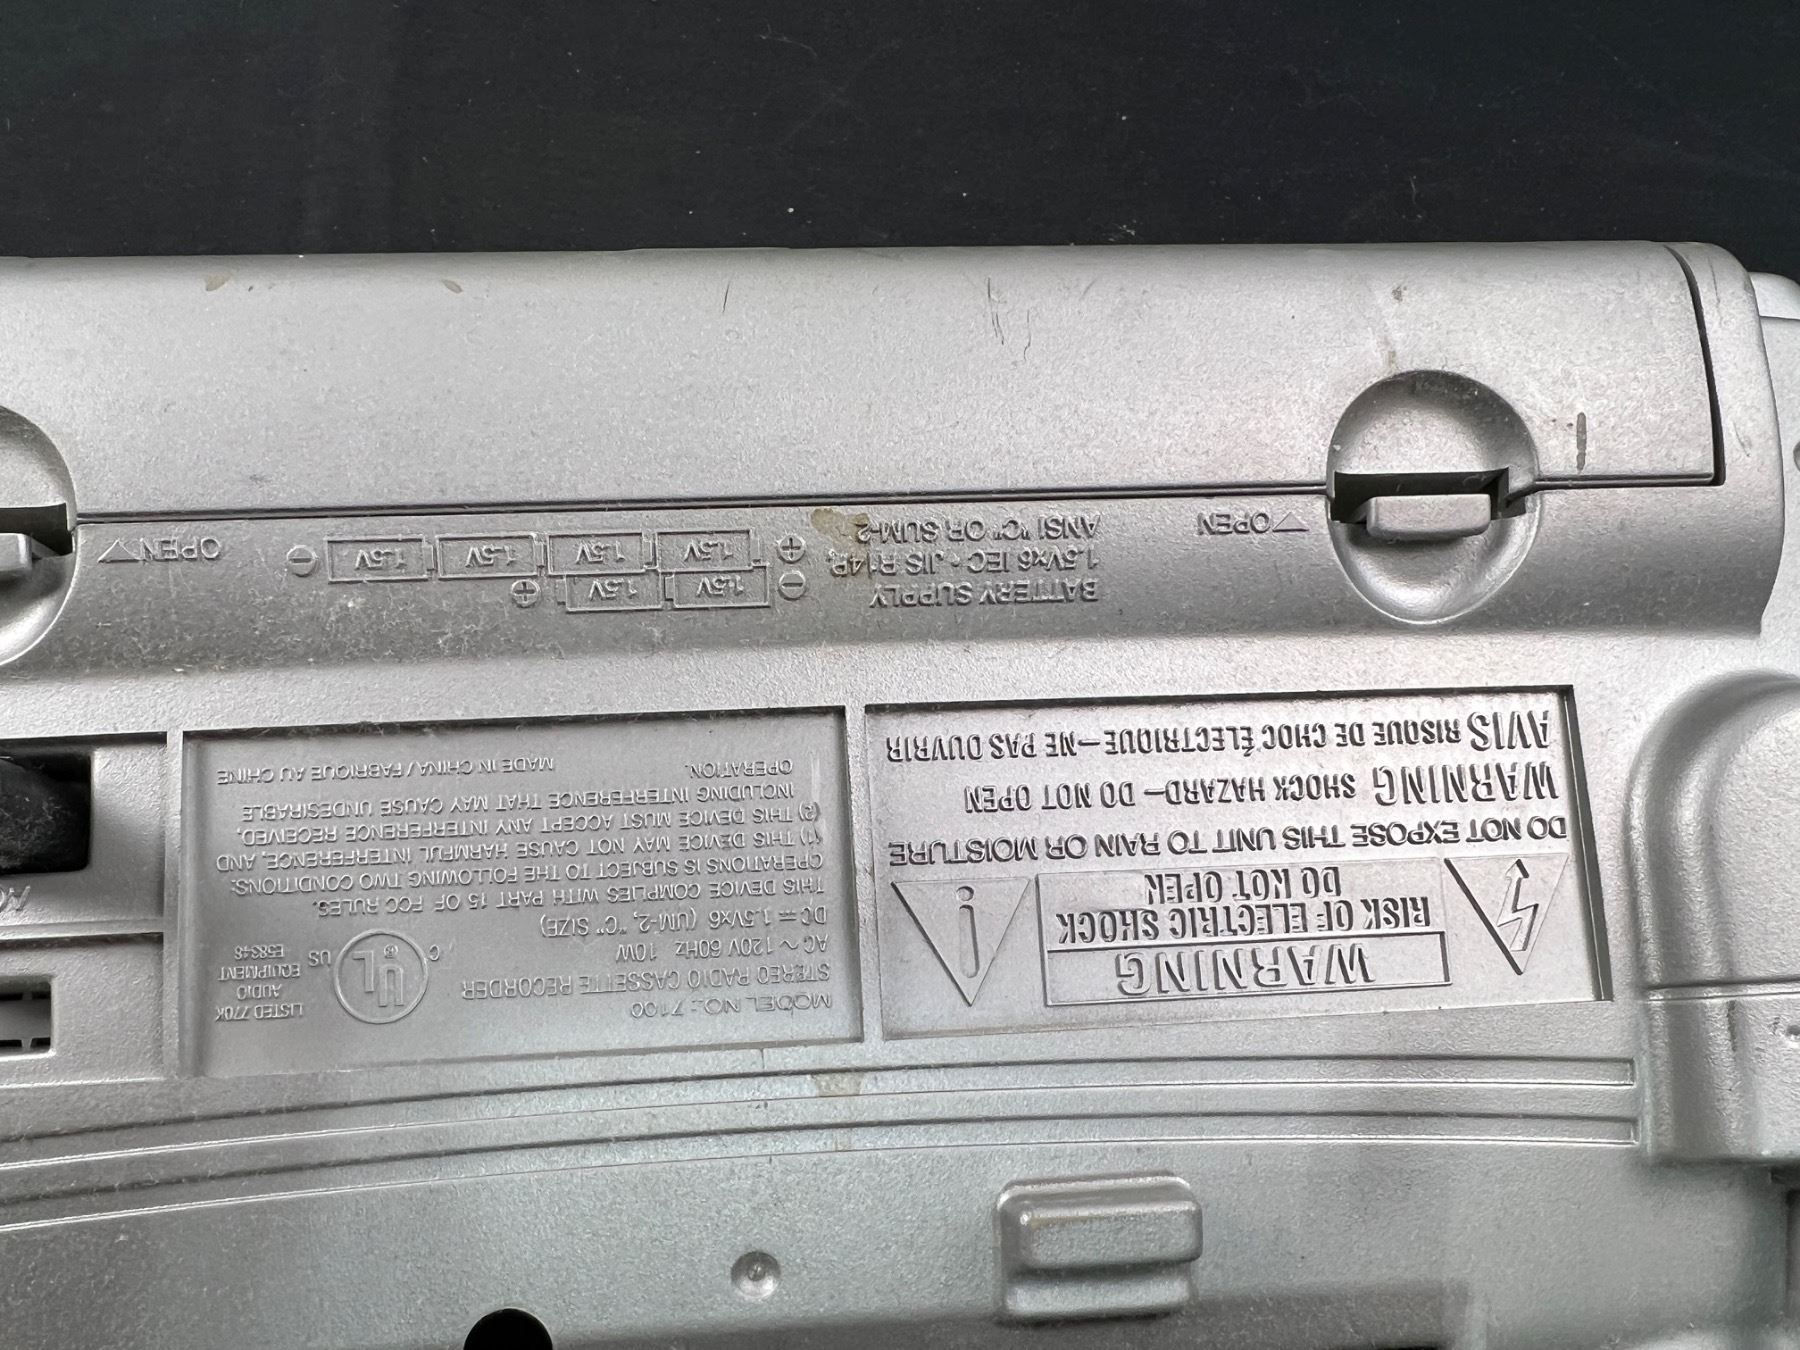 WARNING
RISK OF ELECTRIC SHOCK
DO NOT OPEN
DO NOT EXPOSE THIS UNIT TO RAIN OR MOISTURE
WARNING SHOCK HAZARD— DO NOT OPEN
AVIS RISQUE DE CHOC ÉLECTRIQUE—NE PAS OUVRIR
MODEL NO.: 7100
STEREO RADIO CASSETTE RECORDER
AC ~ 120V 60Hz 10W
DC = 1.5Vx6 (UM-2, "C" SIZE)
THIS DEVICE COMPLIES WITH PART 15 OF FCC RULES.
OPERATIONS IS SUBJECT TO THE FOLLOWING TWO CONDITIONS:
(1) THIS DEVICE MAY NOT CAUSE HARMFUL INTERFERENCE, AND
(2) THIS DEVICE MUST ACCEPT ANY INTERFERENCE RECEIVED,
INCLUDING INTERFERENCE THAT MAY CAUSE UNDESIRABLE
OPERATION. MADE IN CHINA / FABRIQUE AU CHINE
C UL ® US
LISTED 770K
AUDIO
EQUIPMENT
E58348
BATTERY SUPPLY
1.5Vx6 IEC • JIS R14P,
ANSI "C" OR SUM-2
- 1.5V 1.5V +
+ 1.5V 1.5V 1.5V 1.5V -
OPEN
OPEN